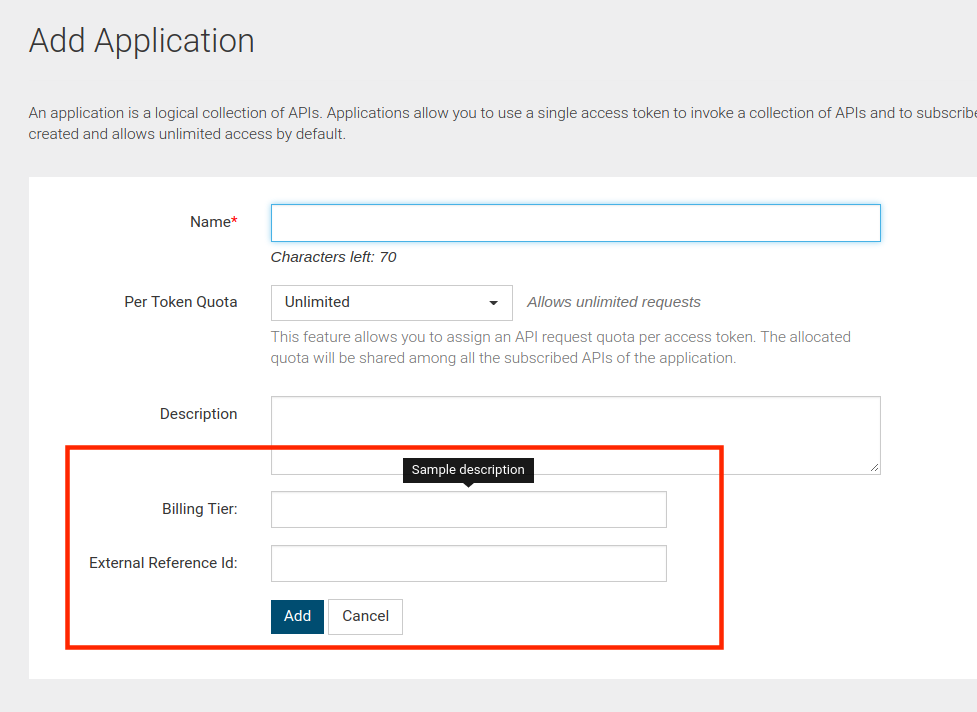 Add Application
An application is a logical collection of APIs. Applications allow you to use a single access token to invoke a collection of APIs and to subscribe
created and allows unlimited access by default.
Name*
Characters left: 70
Per Token Quota
Unlimited
Allows unlimited requests
This feature allows you to assign an API request quota per access token. The allocated
quota will be shared among all the subscribed APIs of the application.
Description
Sample description
Billing Tier:
External Reference Id:
Add
Cancel